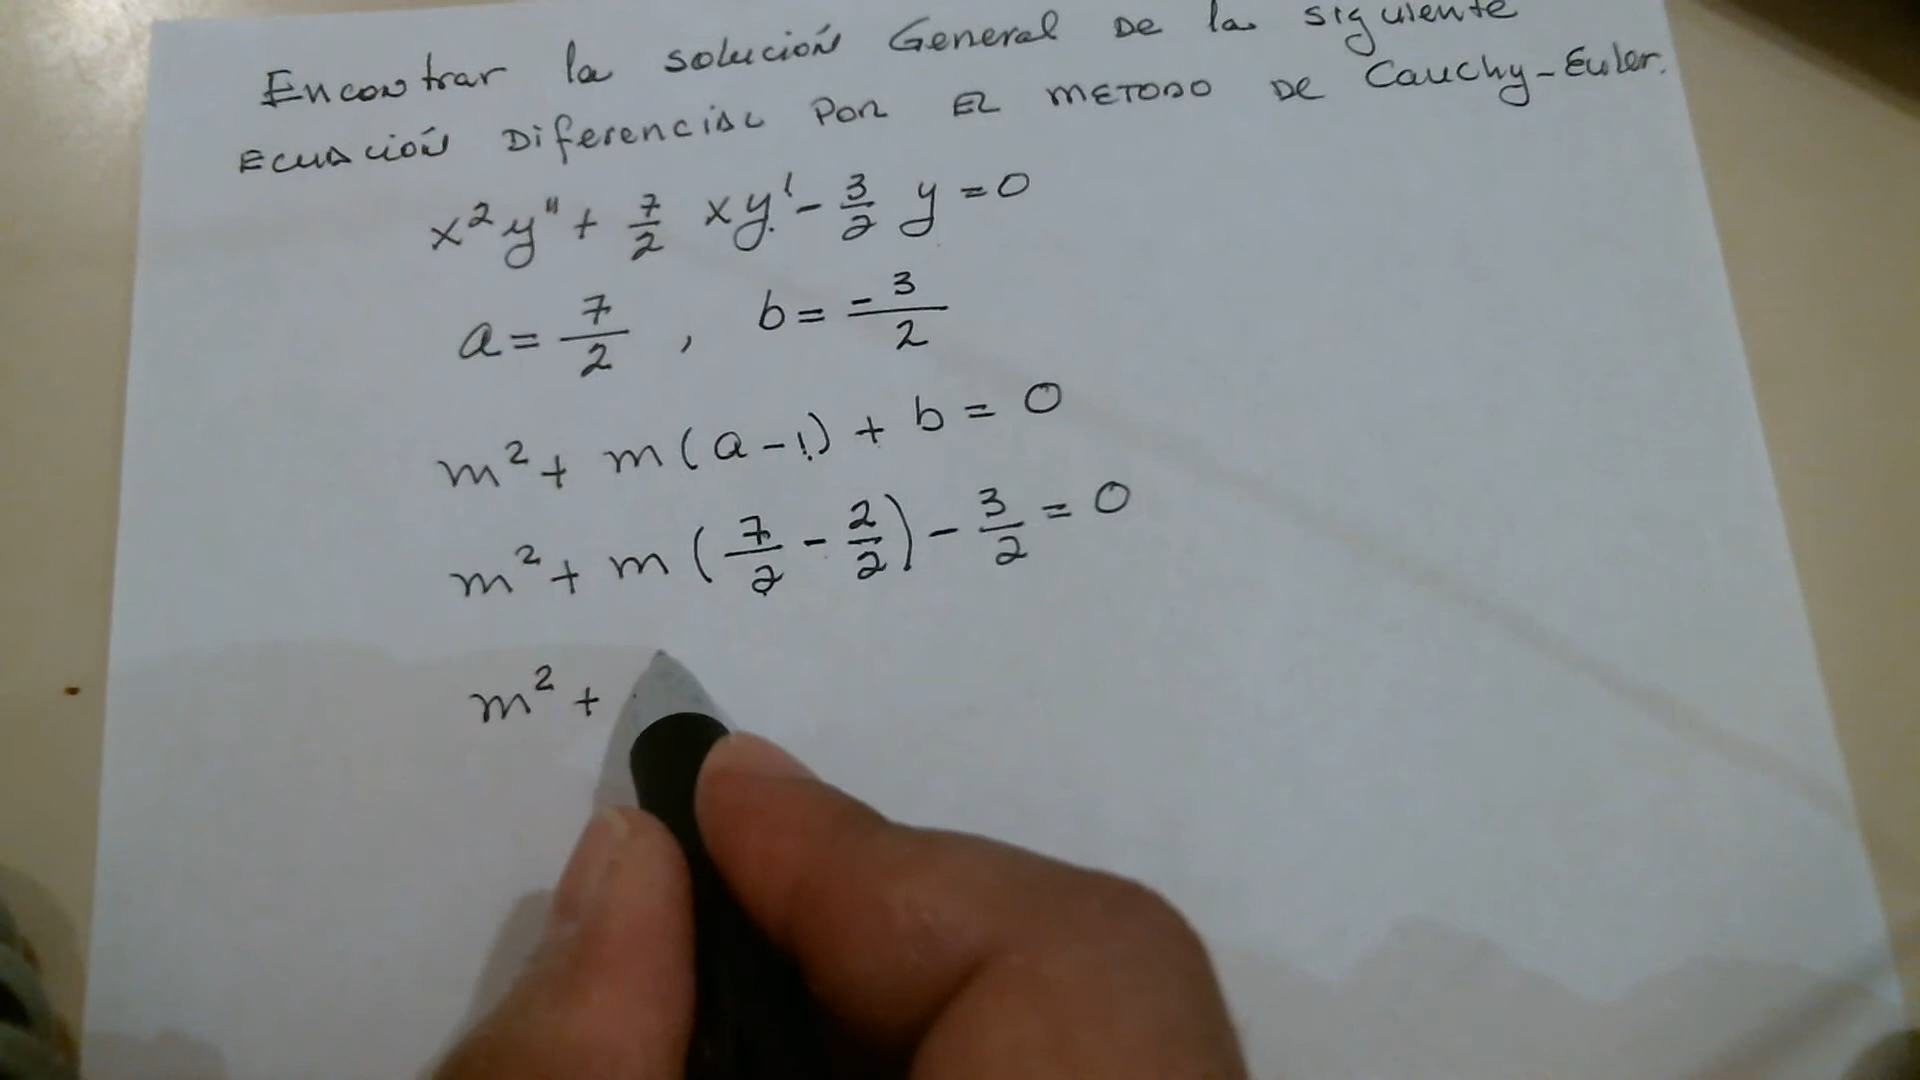 Encontrar la solución General De la siguiente
Ecuación Diferencial Por El metodo De Cauchy-Euler.
x²y" + 7/2 xy' - 3/2 y = 0
a = 7/2 , b = -3/2
m² + m(a-1) + b = 0
m² + m(7/2 - 2/2) - 3/2 = 0
m² +